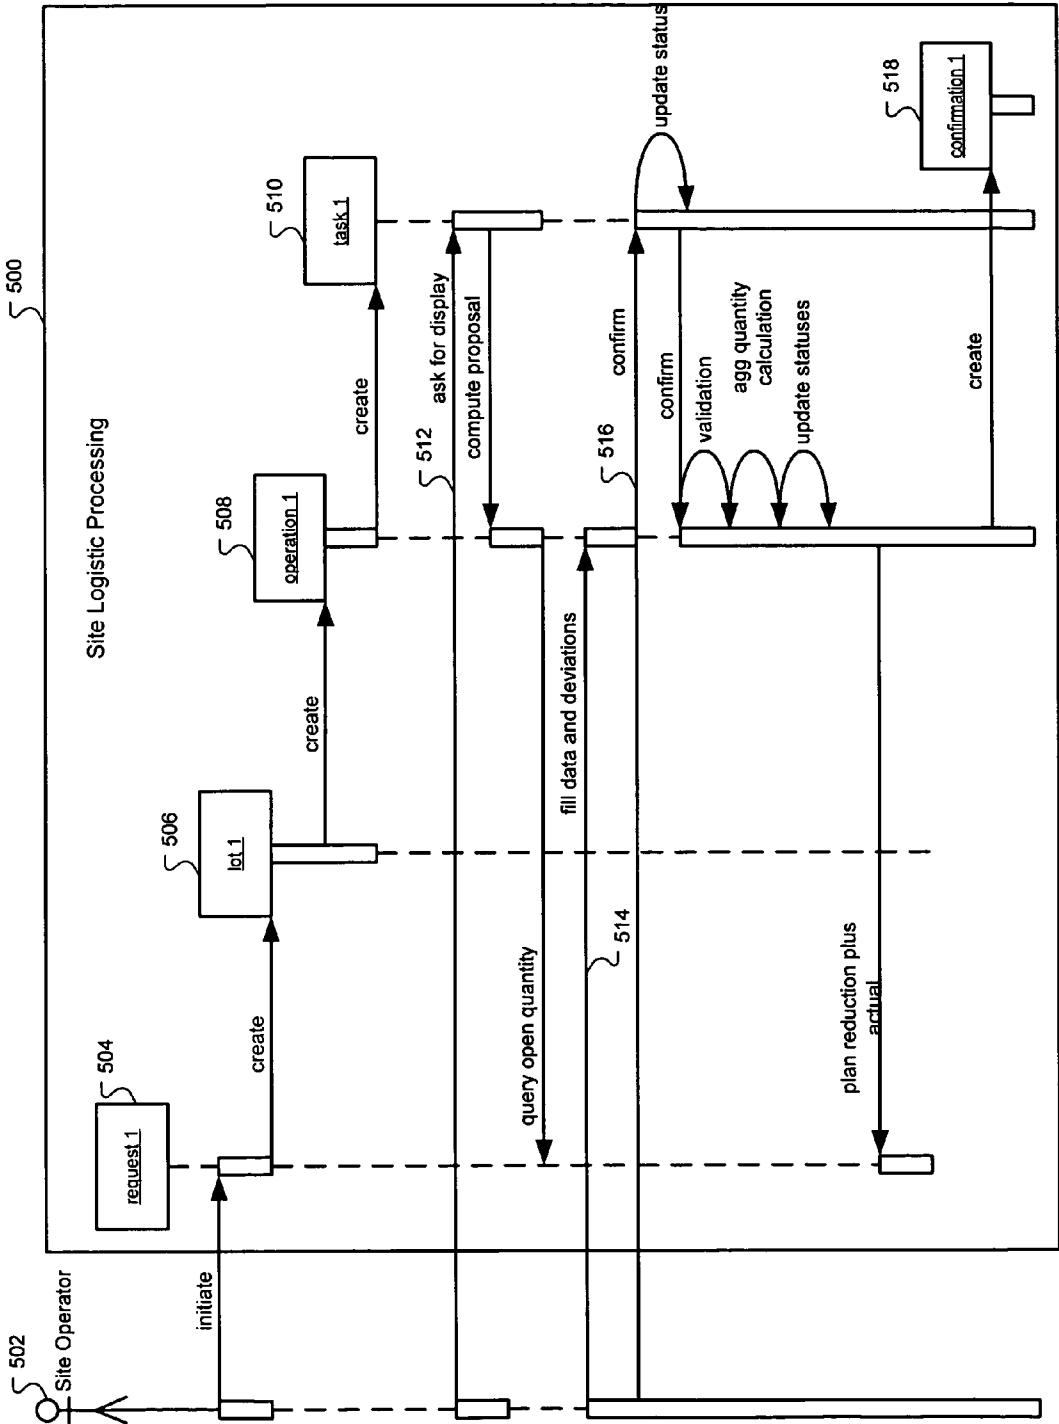 500
502
Site Operator
Site Logistic Processing
504
request 1
initiate
create
506
lot 1
create
508
operation 1
create
510
task 1
ask for display
512
compute proposal
query open quantity
fill data and deviations
514
confirm
516
update status
confirm
validation
agg quantity
calculation
update statuses
plan reduction plus
actual
create
518
confirmation 1